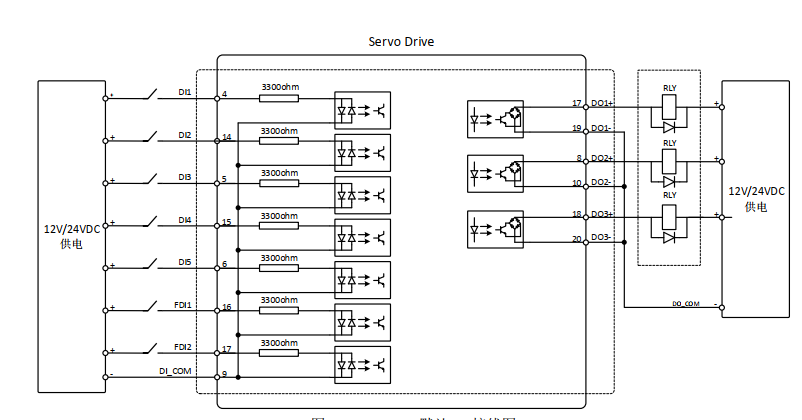 Servo Drive
12V/24VDC
供电
+ DI1 4 3300ohm
+ DI2 14 3300ohm
+ DI3 5 3300ohm
+ DI4 15 3300ohm
+ DI5 6 3300ohm
+ FDI1 16 3300ohm
+ FDI2 17 3300ohm
- DI_COM 9
17 DO1+ RLY +
19 DO1-
8 DO2+ RLY +
10 DO2-
18 DO3+ RLY +
20 DO3-
12V/24VDC
供电
DO_COM -